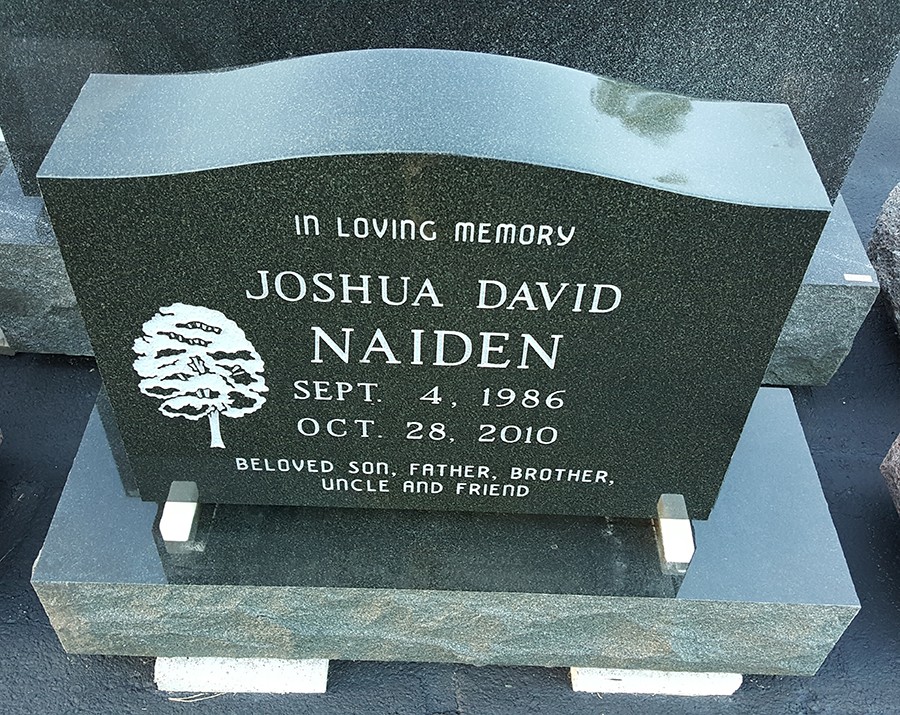 IN LOVING MEMORY
JOSHUA DAVID
NAIDEN
SEPT. 4, 1986
OCT. 28, 2010
BELOVED SON, FATHER, BROTHER,
UNCLE AND FRIEND